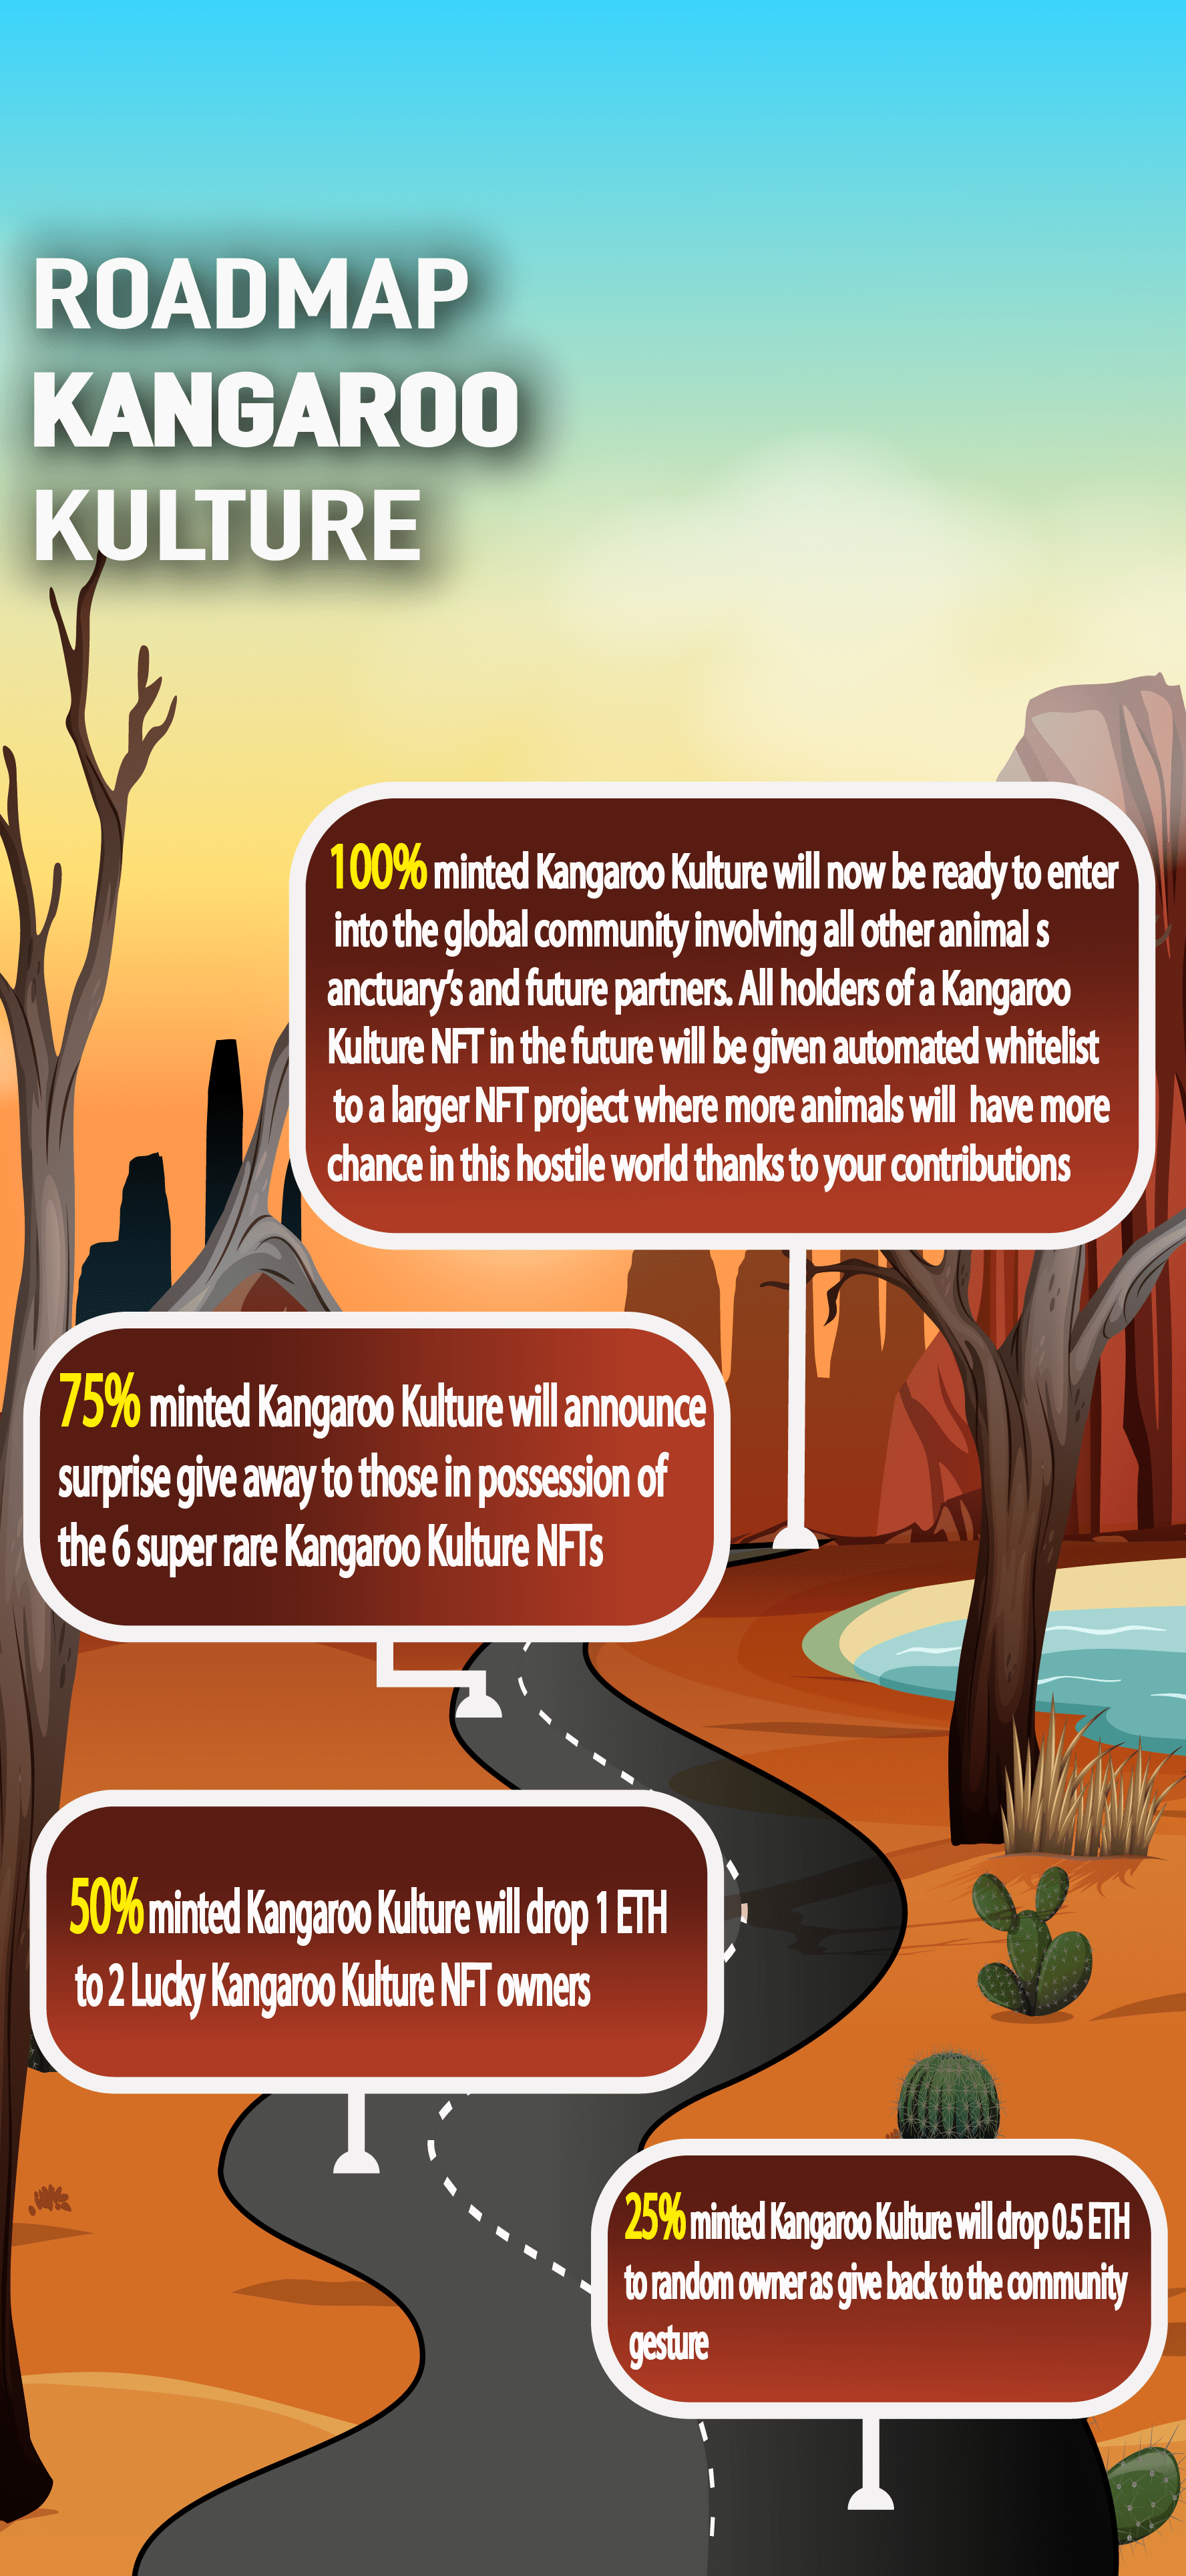 ROADMAP
KANGAROO
KULTURE
100% minted Kangaroo Kulture will now be ready to enter
into the global community involving all other animal s
anctuary's and future partners. All holders of a Kangaroo
Kulture NFT in the future will be given automated whitelist
to a larger NFT project where more animals will have more
chance in this hostile world thanks to your contributions
75% minted Kangaroo Kulture will announce
surprise give away to those in possession of
the 6 super rare Kangaroo Kulture NFTs
50% minted Kangaroo Kulture will drop 1 ETH
to 2 Lucky Kangaroo Kulture NFT owners
25% minted Kangaroo Kulture will drop 0.5 ETH
to random owner as give back to the community
gesture